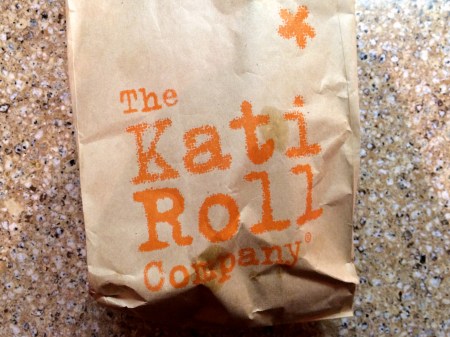 The
Kati
Roll
Company®